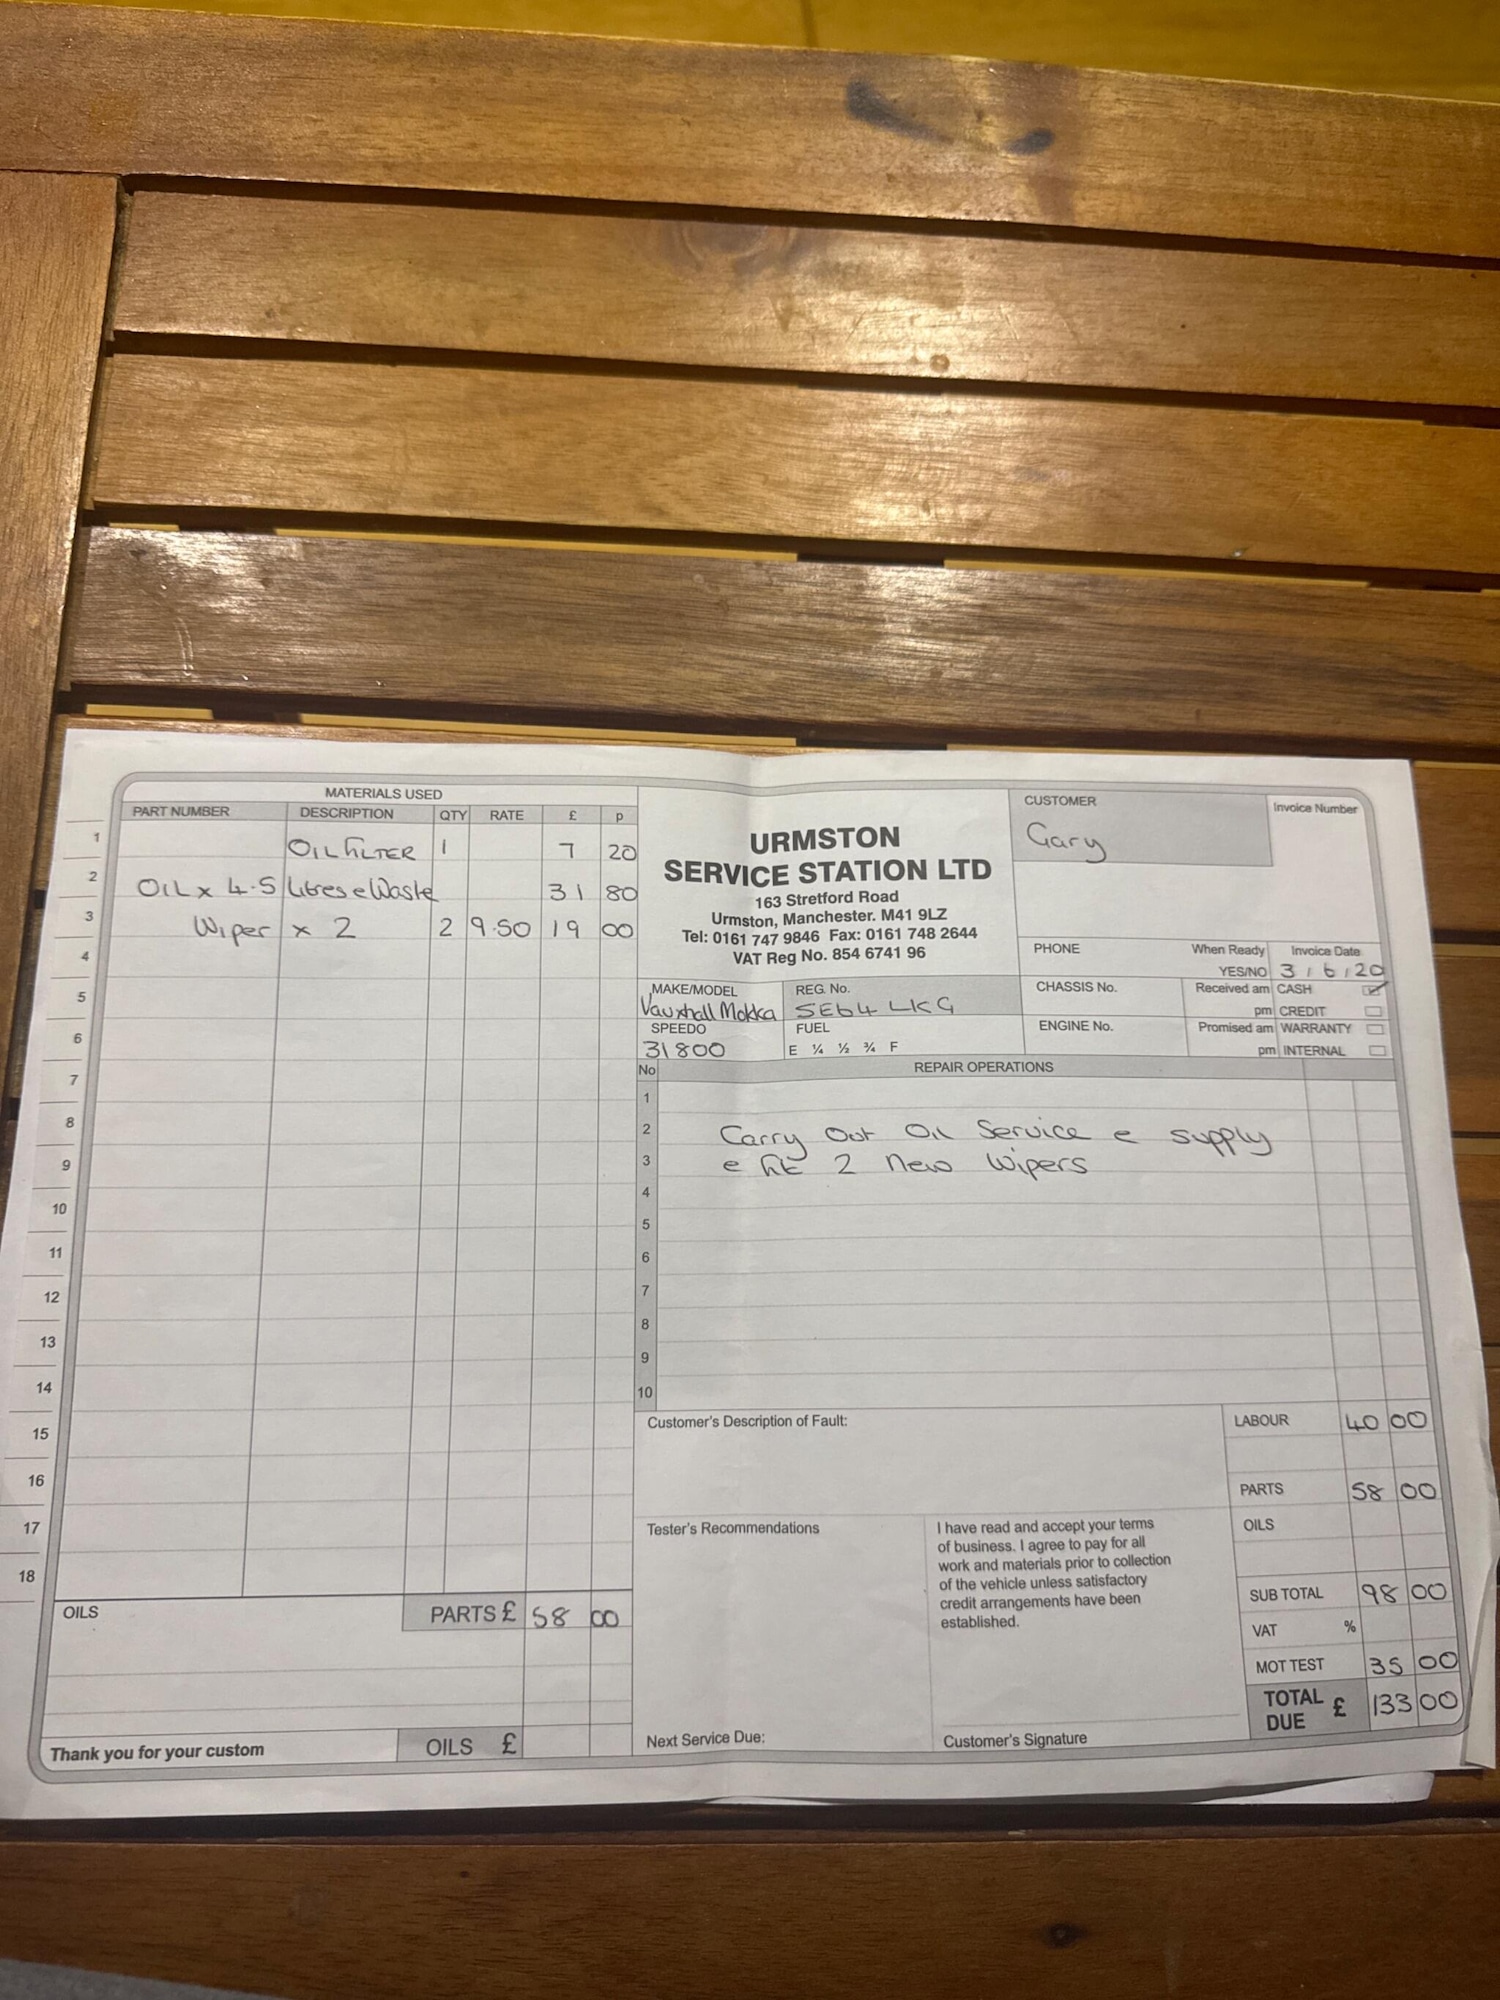 MATERIALS USED
PART NUMBER DESCRIPTION QTY RATE £ p
1 OIL FILTER 1 7 20
2 OIL x 4.5 Litres e Waste 31 80
3 Wiper x 2 2 9.50 19 00
4
5
6
7
8
9
10
11
12
13
14
15
16
17
18
OILS PARTS £ 58 00
Thank you for your custom OILS £
URMSTON
SERVICE STATION LTD
163 Stretford Road
Urmston, Manchester. M41 9LZ
Tel: 0161 747 9846 Fax: 0161 748 2644
VAT Reg No. 854 6741 96
CUSTOMER
Gary
Invoice Number
PHONE When Ready Invoice Date
YES/NO 3/6/20
MAKE/MODEL REG. No. CHASSIS No. Received am CASH
Vauxhall Mokka SE64 LKG pm CREDIT
SPEEDO FUEL ENGINE No. Promised am WARRANTY
31800 E ¼ ½ ¾ F pm INTERNAL
No REPAIR OPERATIONS
1
2 Carry Out Oil Service e supply
3 e fit 2 new Wipers
4
5
6
7
8
9
10
Customer's Description of Fault:
LABOUR 40 00
PARTS 58 00
OILS
SUB TOTAL 98 00
VAT %
MOT TEST 35 00
TOTAL DUE £ 133 00
Tester's Recommendations
I have read and accept your terms
of business. I agree to pay for all
work and materials prior to collection
of the vehicle unless satisfactory
credit arrangements have been
established.
Next Service Due:
Customer's Signature